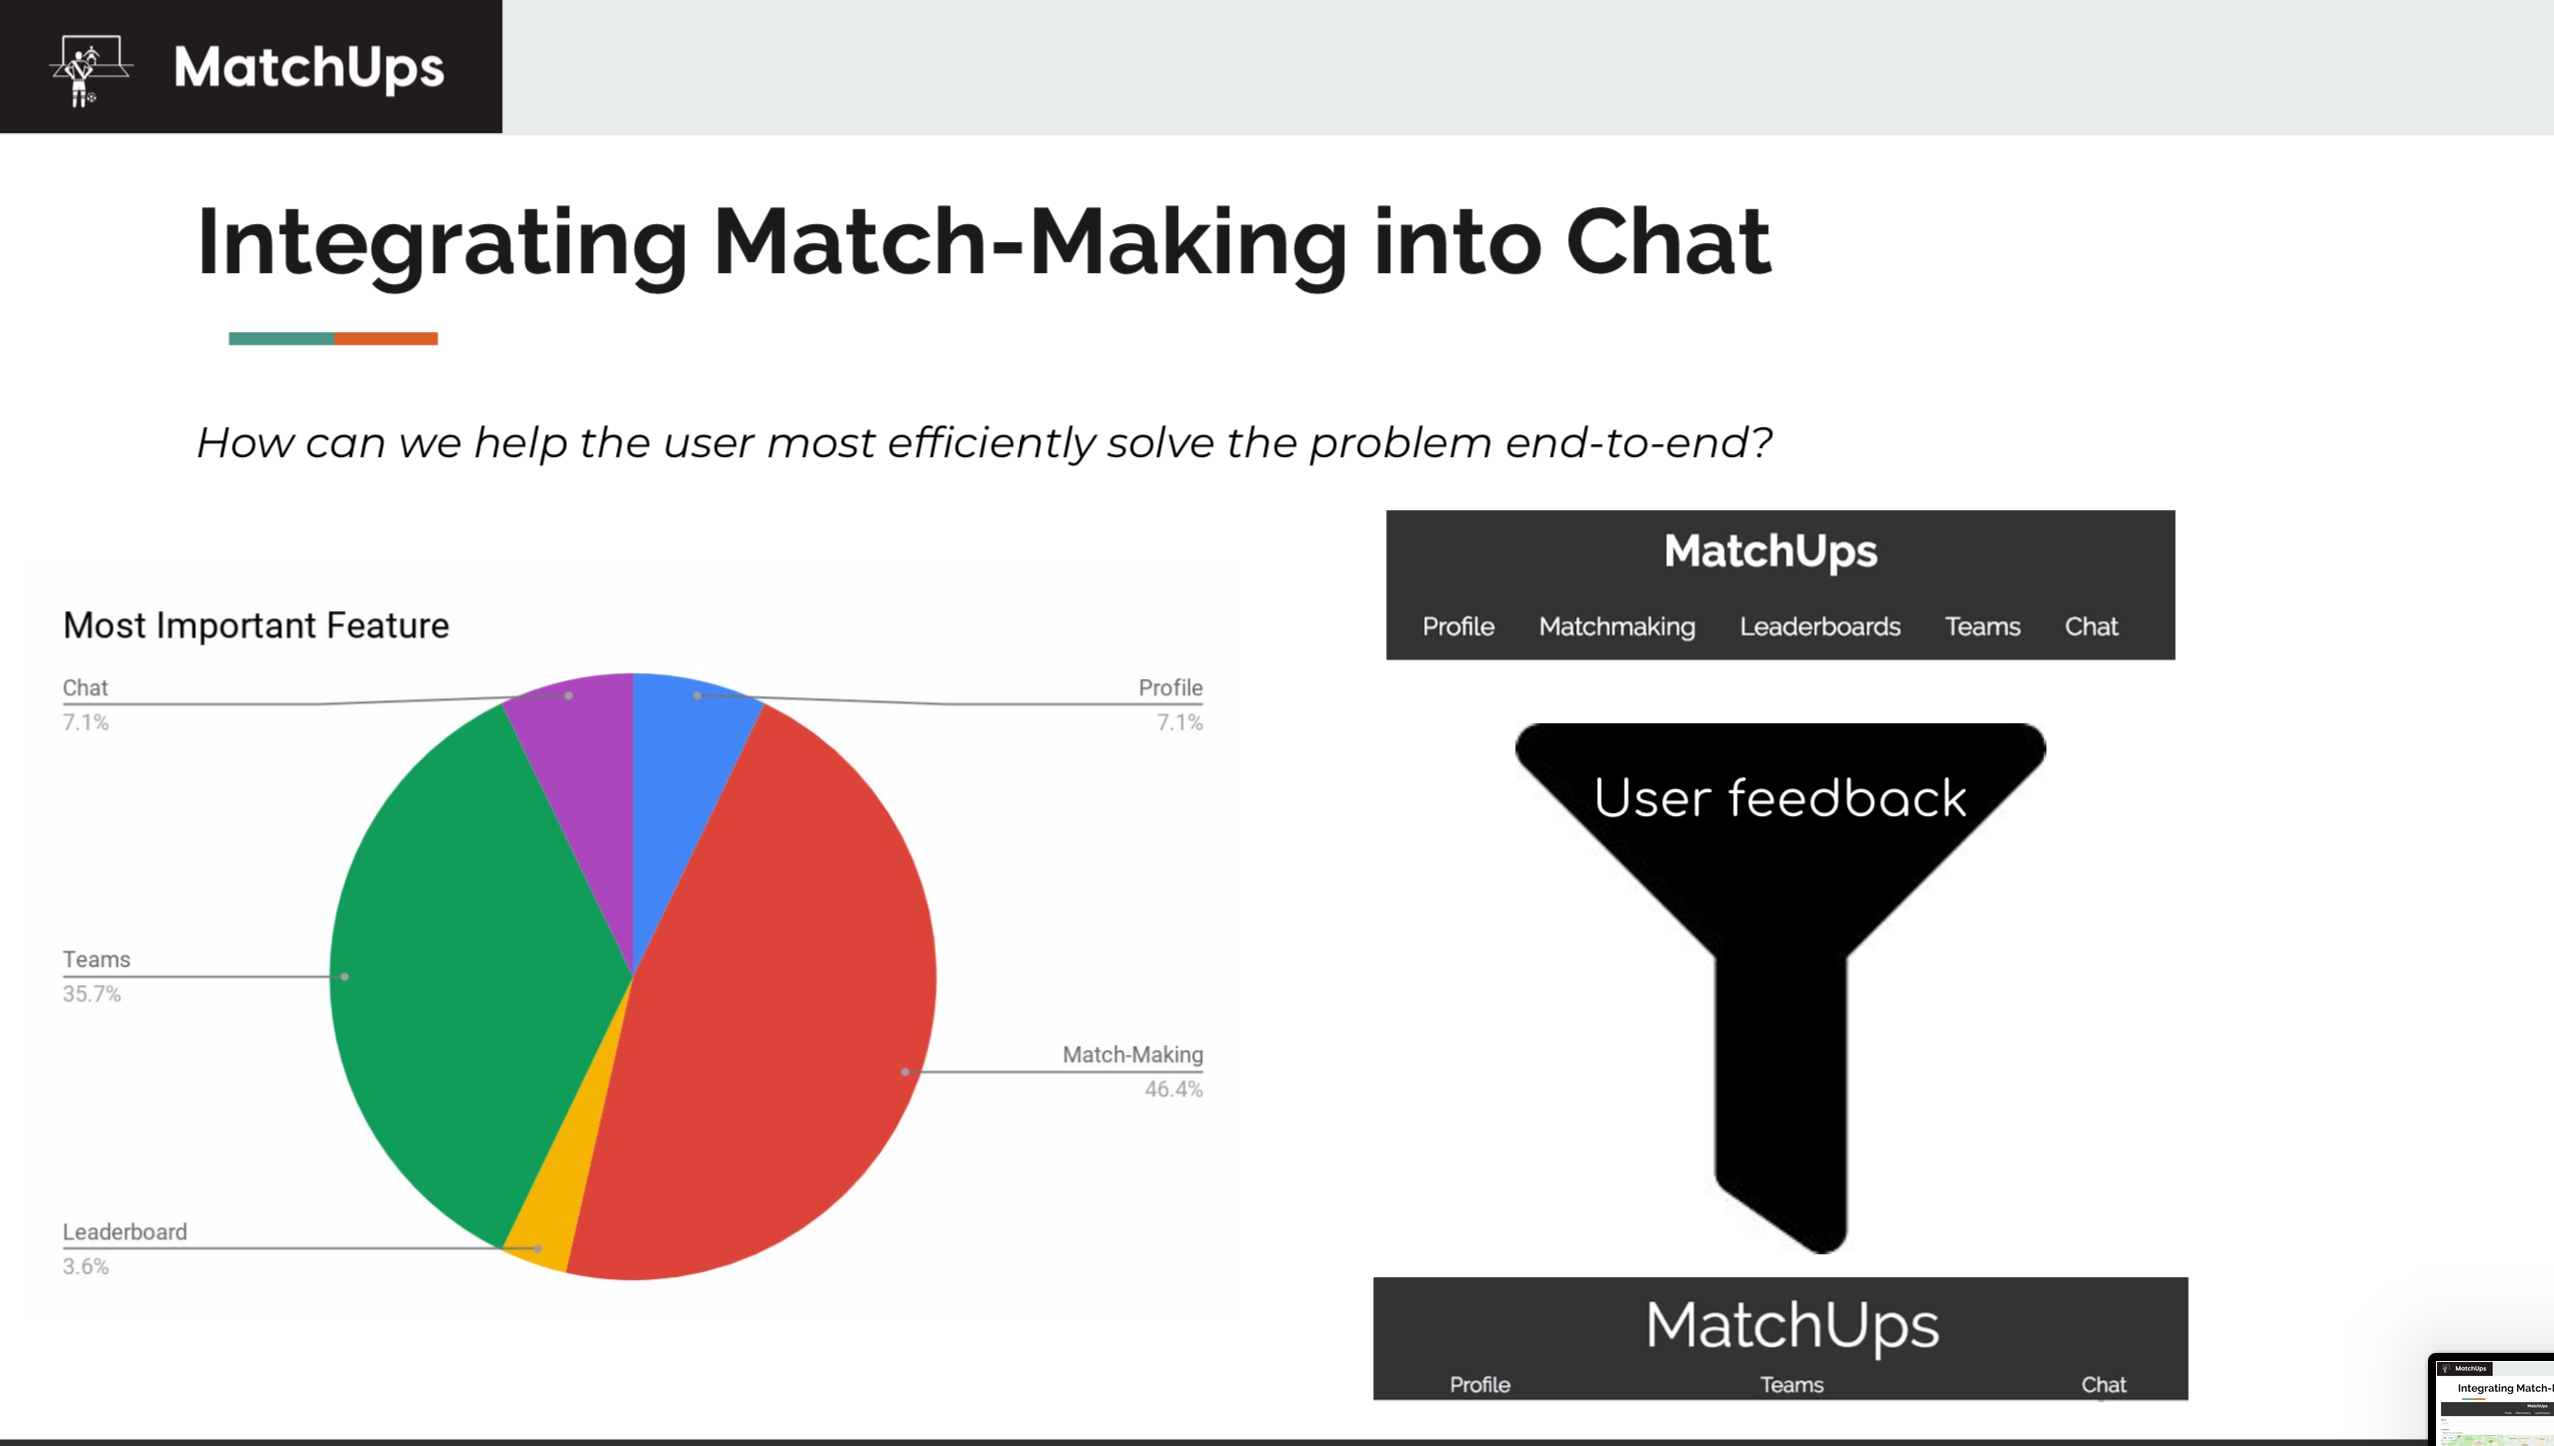 MatchUps
Integrating Match-Making into Chat
How can we help the user most efficiently solve the problem end-to-end?
Most Important Feature
Chat
7.1%
Profile
7.1%
Teams
35.7%
Match-Making
46.4%
Leaderboard
3.6%
MatchUps
Profile Matchmaking Leaderboards Teams Chat
User feedback
MatchUps
Profile Teams Chat
MatchUps
Integrating Match-
MatchUps